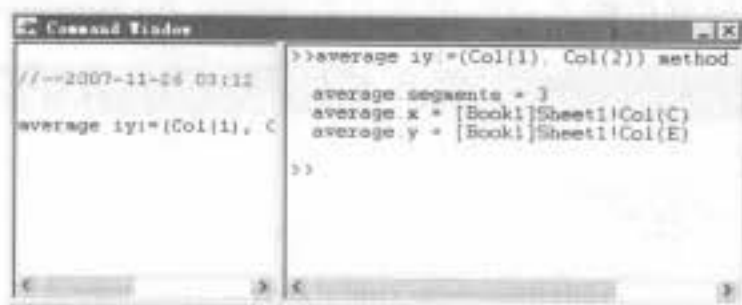 Command Window
//--2007-11-26 03:12
average iy:=(Col(1), C
>>average iy:=(Col(1), Col(2)) method
average.segments = 3
average.x = [Book1]Sheet1!Col(C)
average.y = [Book1]Sheet1!Col(E)
>>